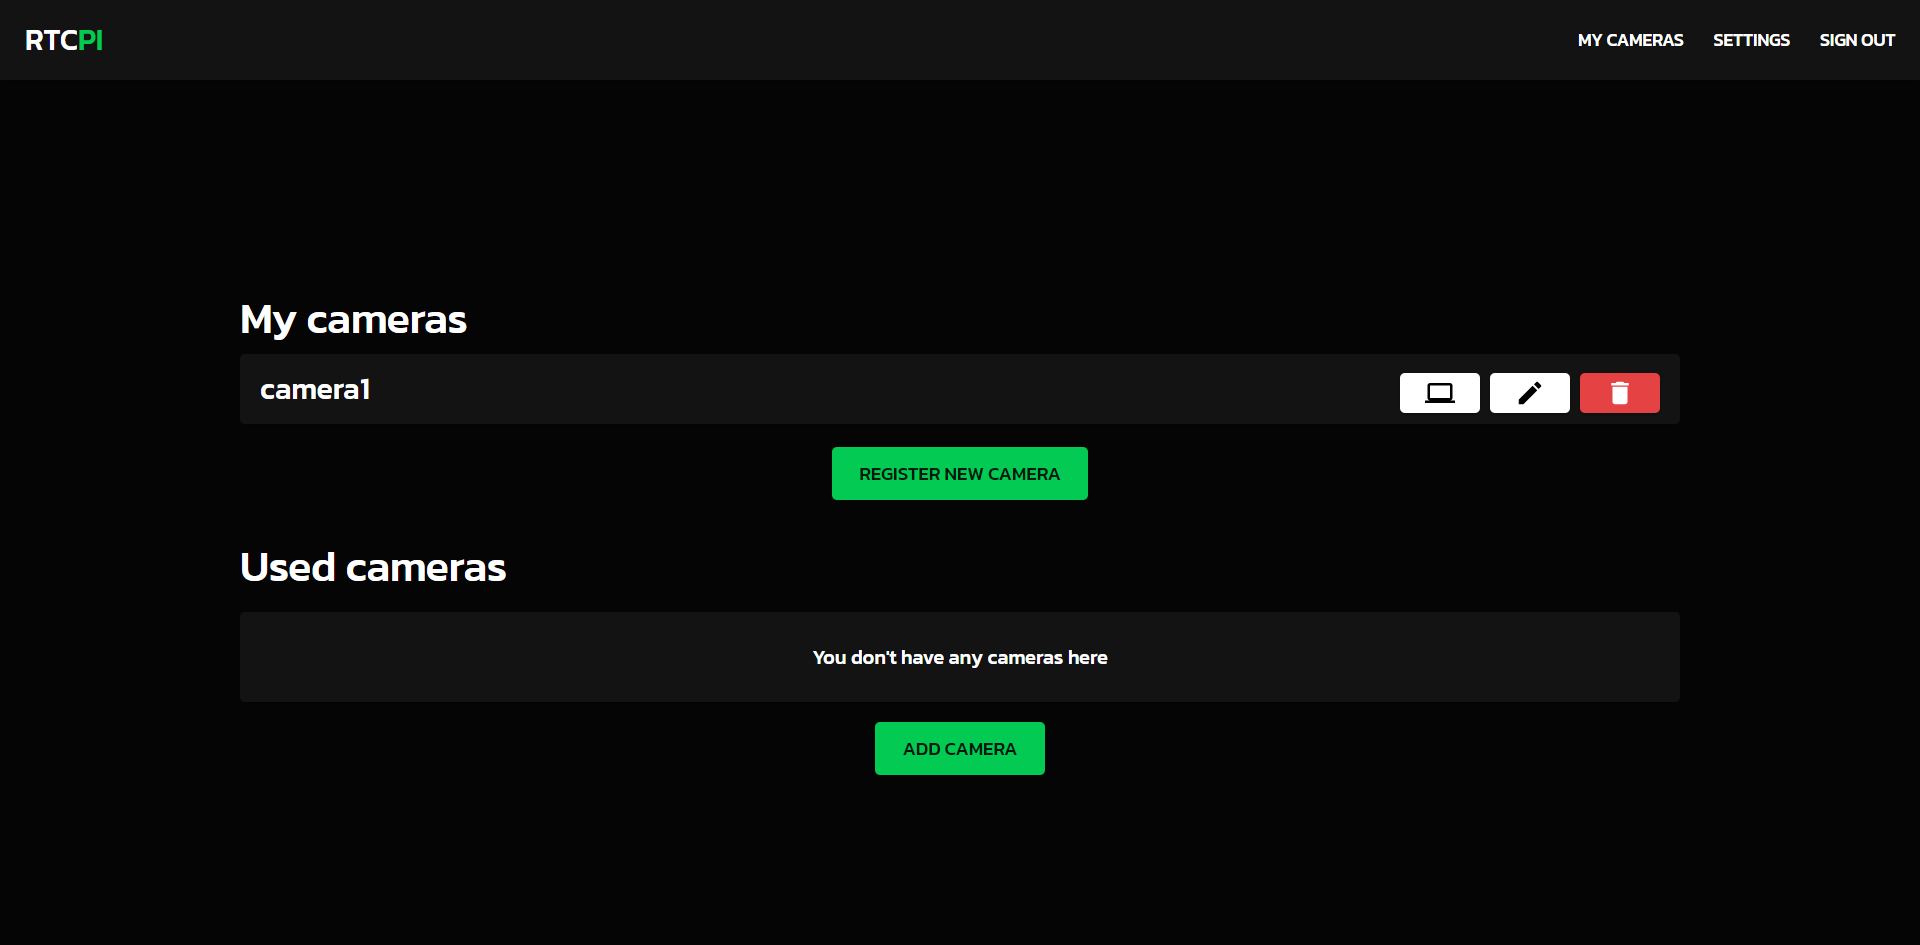 RTCPI
MY CAMERAS SETTINGS SIGN OUT
My cameras
camera1
REGISTER NEW CAMERA
Used cameras
You don't have any cameras here
ADD CAMERA